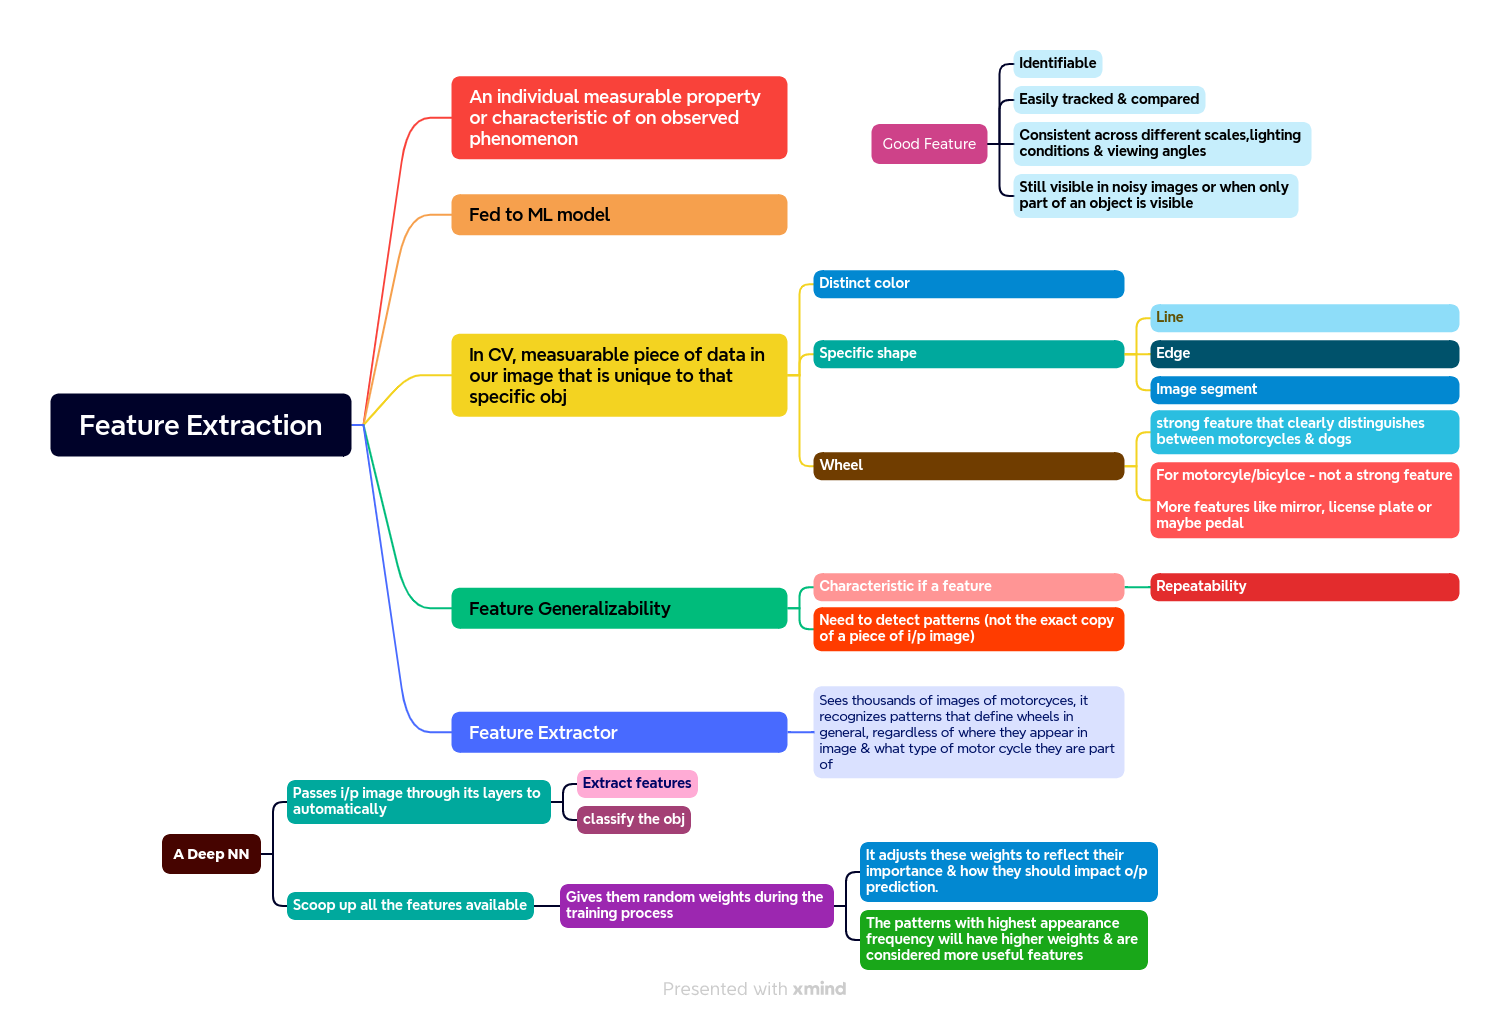 Identifiable
Easily tracked & compared
Good Feature
Consistent across different scales,lighting
conditions & viewing angles
Still visible in noisy images or when only
part of an object is visible
An individual measurable property
or characteristic of on observed
phenomenon
Fed to ML model
Feature Extraction
In CV, measuarable piece of data in
our image that is unique to that
specific obj
Distinct color
Specific shape
Line
Edge
Image segment
Wheel
strong feature that clearly distinguishes
between motorcycles & dogs
For motorcyle/bicylce - not a strong feature
More features like mirror, license plate or
maybe pedal
Feature Generalizability
Characteristic if a feature
Repeatability
Need to detect patterns (not the exact copy
of a piece of i/p image)
Feature Extractor
Sees thousands of images of motorcyces, it
recognizes patterns that define wheels in
general, regardless of where they appear in
image & what type of motor cycle they are part
of
A Deep NN
Passes i/p image through its layers to
automatically
Extract features
classify the obj
Scoop up all the features available
Gives them random weights during the
training process
It adjusts these weights to reflect their
importance & how they should impact o/p
prediction.
The patterns with highest appearance
frequency will have higher weights & are
considered more useful features
Presented with xmind